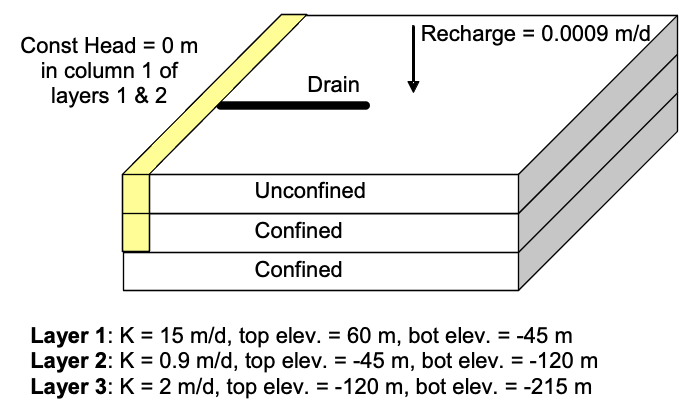 Const Head = 0 m
in column 1 of
layers 1 & 2
Recharge = 0.0009 m/d
Drain
Unconfined
Confined
Confined
Layer 1: K = 15 m/d, top elev. = 60 m, bot elev. = -45 m
Layer 2: K = 0.9 m/d, top elev. = -45 m, bot elev. = -120 m
Layer 3: K = 2 m/d, top elev. = -120 m, bot elev. = -215 m